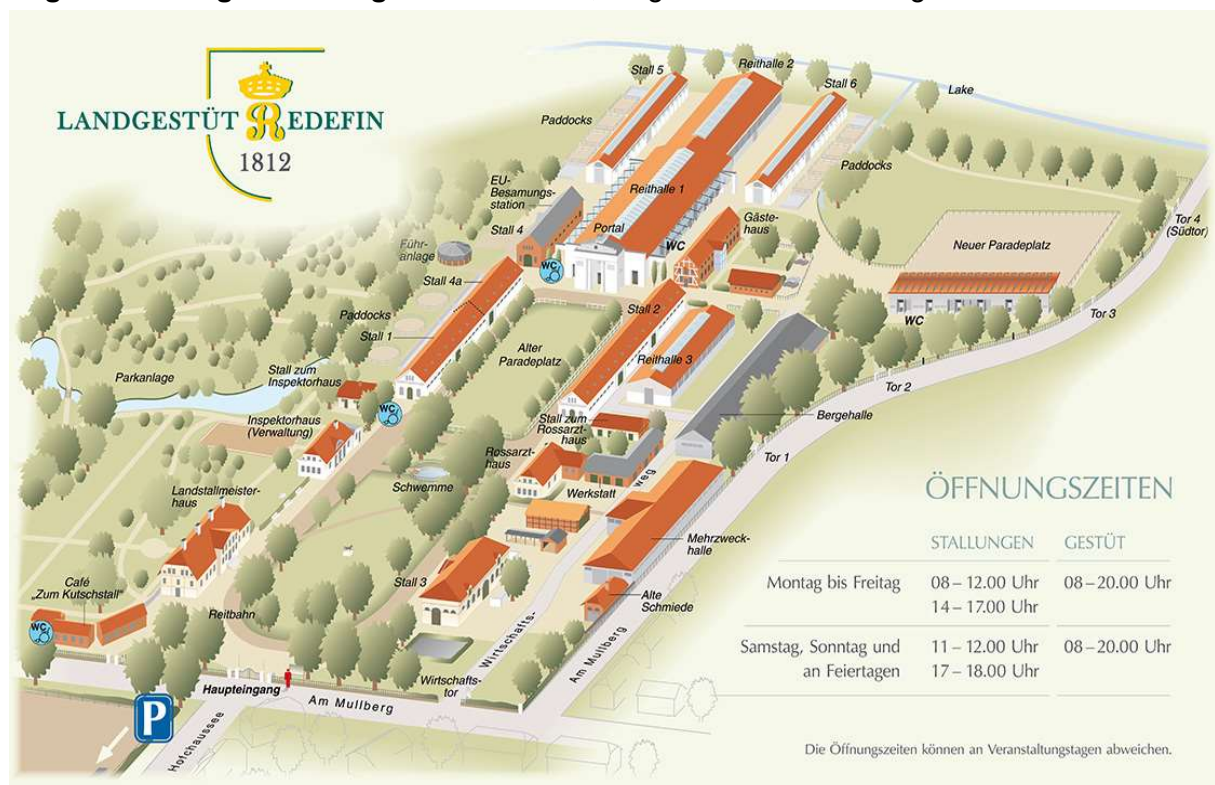 LANDGESTÜT REDEFIN
1812
Stall 5
Reithalle 2
Stall 6
Lake
Paddocks
Paddocks
EU-
Besamungs-
station
Reithalle 1
Stall 4
Portal
Gäste-
haus
WC
Tor 4
(Südtor)
Führ-
anlage
WC
Neuer Paradeplatz
Stall 4a
Stall 2
Paddocks
WC
Tor 3
Stall 1
Alter
Paradeplatz
Reithalle 3
Parkanlage
Stall zum
Inspektorhaus
Tor 2
WC
Bergehalle
Inspektorhaus
(Verwaltung)
Stall zum
Rossarzt-
haus
Rossarzt-
haus
Tor 1
Schwemme
Werkstatt
weg
Landstallmeister-
haus
Mehrzweck-
halle
Stall 3
Café
„Zum Kutschstall“
Alte
Schmiede
WC
Reitbahn
Wirtschafts-
Am Mullberg
Haupteingang
Wirtschafts-
tor
Am Mullberg
P
Hofchaussee
ÖFFNUNGSZEITEN
STALLUNGEN GESTÜT
Montag bis Freitag 08 – 12.00 Uhr 08 – 20.00 Uhr
14 – 17.00 Uhr
Samstag, Sonntag und 11 – 12.00 Uhr 08 – 20.00 Uhr
an Feiertagen 17 – 18.00 Uhr
Die Öffnungszeiten können an Veranstaltungstagen abweichen.